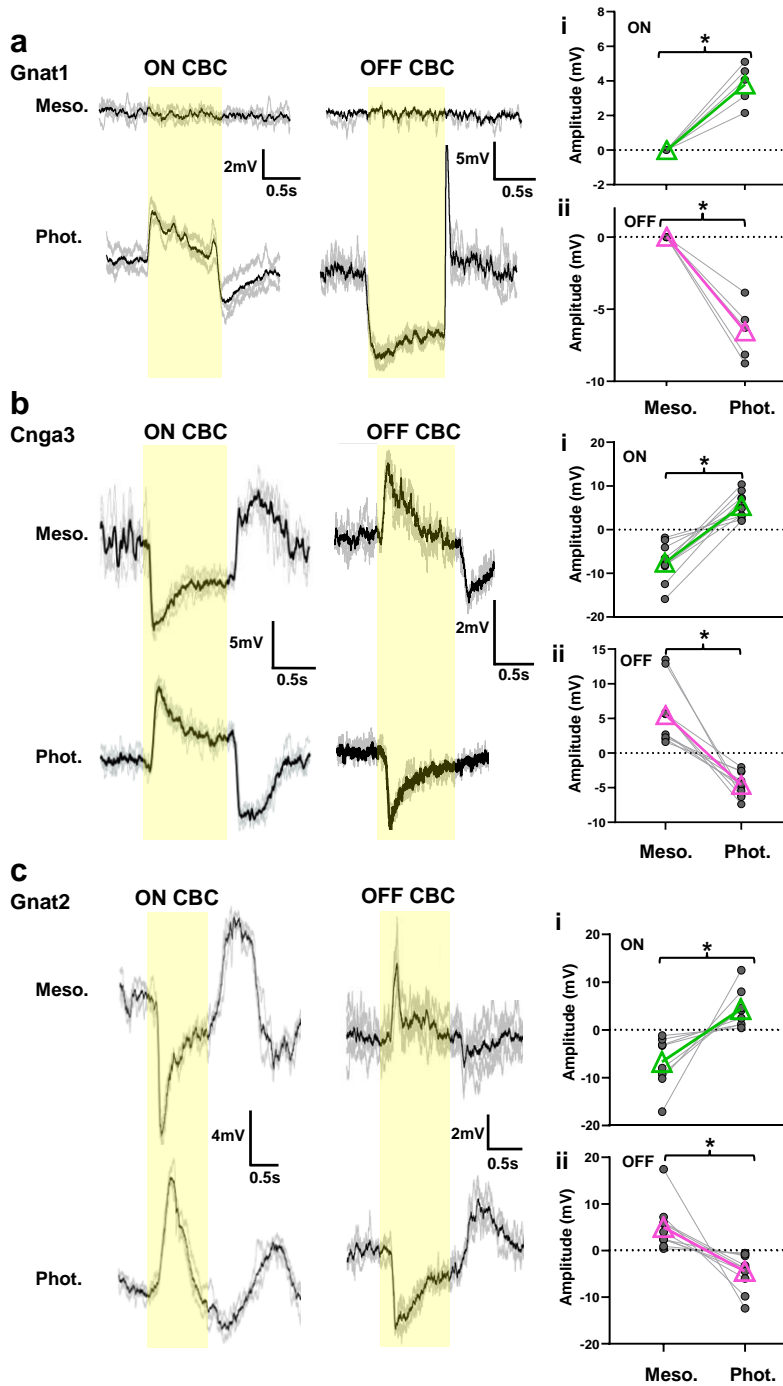 a
Gnat1
ON CBC
OFF CBC
Meso.
2mV
0.5s
5mV
0.5s
Phot.
i
ON
*
Amplitude (mV)
8
6
4
2
0
-2
ii
OFF
*
Amplitude (mV)
0
-5
-10
Meso.
Phot.
b
Cnga3
ON CBC
OFF CBC
Meso.
5mV
0.5s
2mV
0.5s
Phot.
i
ON
*
Amplitude (mV)
20
10
0
-10
-20
ii
OFF
*
Amplitude (mV)
15
10
5
0
-5
-10
Meso.
Phot.
c
Gnat2
ON CBC
OFF CBC
Meso.
4mV
0.5s
2mV
0.5s
Phot.
i
ON
*
Amplitude (mV)
20
10
0
-10
-20
ii
OFF
*
Amplitude (mV)
20
10
0
-10
-20
Meso.
Phot.